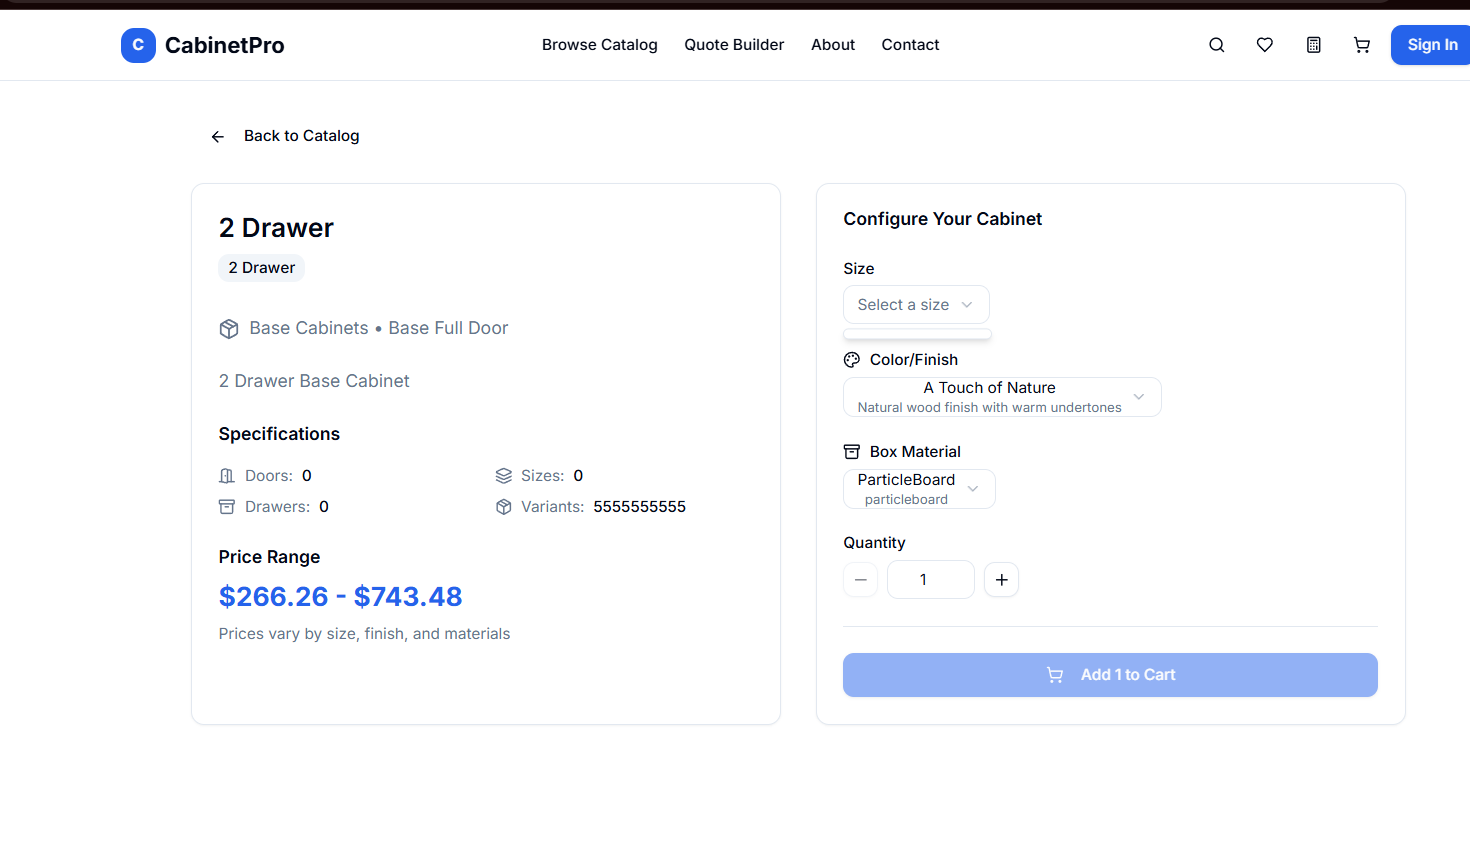 C CabinetPro
Browse Catalog Quote Builder About Contact
Sign In
Back to Catalog
2 Drawer
2 Drawer
Base Cabinets • Base Full Door
2 Drawer Base Cabinet
Specifications
Doors: 0
Sizes: 0
Drawers: 0
Variants: 5555555555
Price Range
$266.26 - $743.48
Prices vary by size, finish, and materials
Configure Your Cabinet
Size
Select a size
Color/Finish
A Touch of Nature
Natural wood finish with warm undertones
Box Material
ParticleBoard
particleboard
Quantity
1
Add 1 to Cart